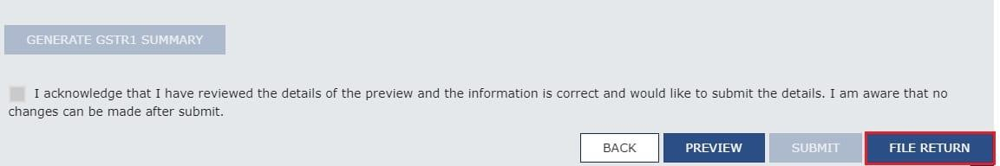 GENERATE GSTR1 SUMMARY
I acknowledge that I have reviewed the details of the preview and the information is correct and would like to submit the details. I am aware that no
changes can be made after submit.
BACK PREVIEW SUBMIT FILE RETURN